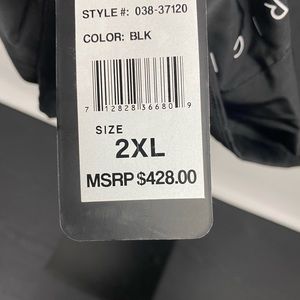 STYLE #: 038-37120
COLOR: BLK
7 12828 36680 9
SIZE
2XL
MSRP $428.00